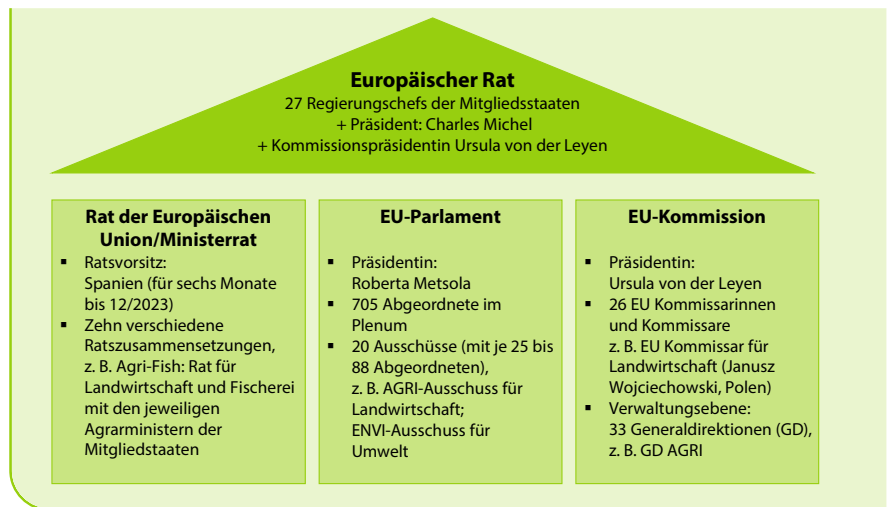 Europäischer Rat
27 Regierungschefs der Mitgliedsstaaten
+ Präsident: Charles Michel
+ Kommissionspräsidentin Ursula von der Leyen
Rat der Europäischen
Union/Ministerrat
▪ Ratsvorsitz:
Spanien (für sechs Monate
bis 12/2023)
▪ Zehn verschiedene
Ratszusammensetzungen,
z. B. Agri-Fish: Rat für
Landwirtschaft und Fischerei
mit den jeweiligen
Agrarministern der
Mitgliedstaaten
EU-Parlament
▪ Präsidentin:
Roberta Metsola
▪ 705 Abgeordnete im
Plenum
▪ 20 Ausschüsse (mit je 25 bis
88 Abgeordneten),
z. B. AGRI-Ausschuss für
Landwirtschaft;
ENVI-Ausschuss für
Umwelt
EU-Kommission
▪ Präsidentin:
Ursula von der Leyen
▪ 26 EU Kommissarinnen
und Kommissare
z. B. EU Kommissar für
Landwirtschaft (Janusz
Wojciechowski, Polen)
▪ Verwaltungsebene:
33 Generaldirektionen (GD),
z. B. GD AGRI